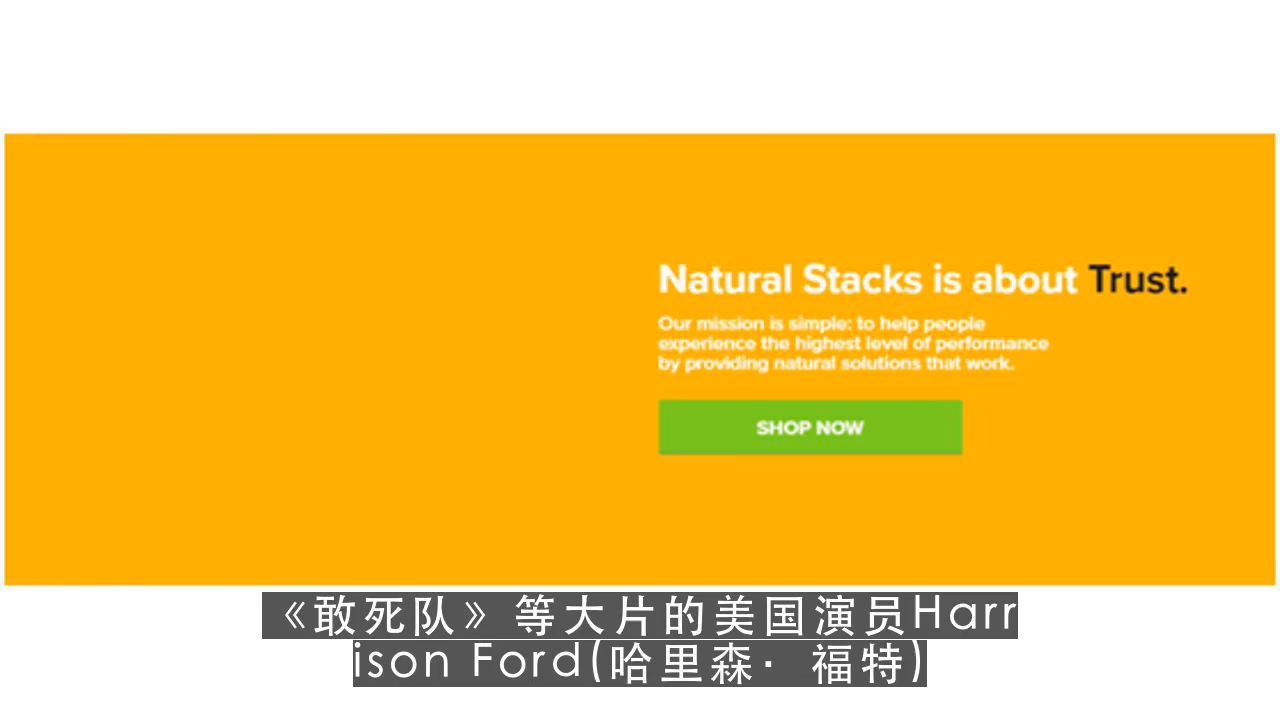 Natural Stacks is about Trust.
Our mission is simple: to help people
experience the highest level of performance
by providing natural solutions that work.
SHOP NOW
《敢死队》等大片的美国演员Harr
ison Ford(哈里森· 福特)